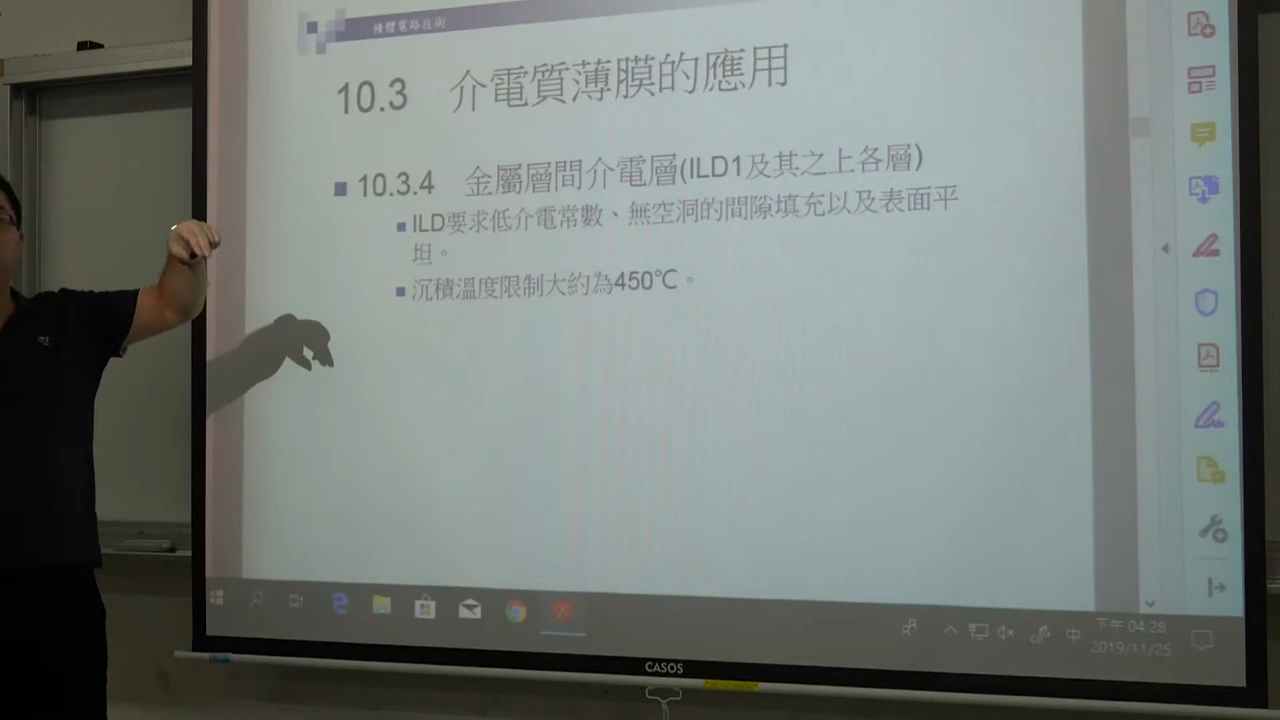 積體電路技術
10.3 介電質薄膜的應用
10.3.4 金屬層間介電層(ILD1及其之上各層)
ILD要求低介電常數、無空洞的間隙填充以及表面平
坦。
沉積溫度限制大約為450℃。
中
下午 04:28
2019/11/25
CASOS